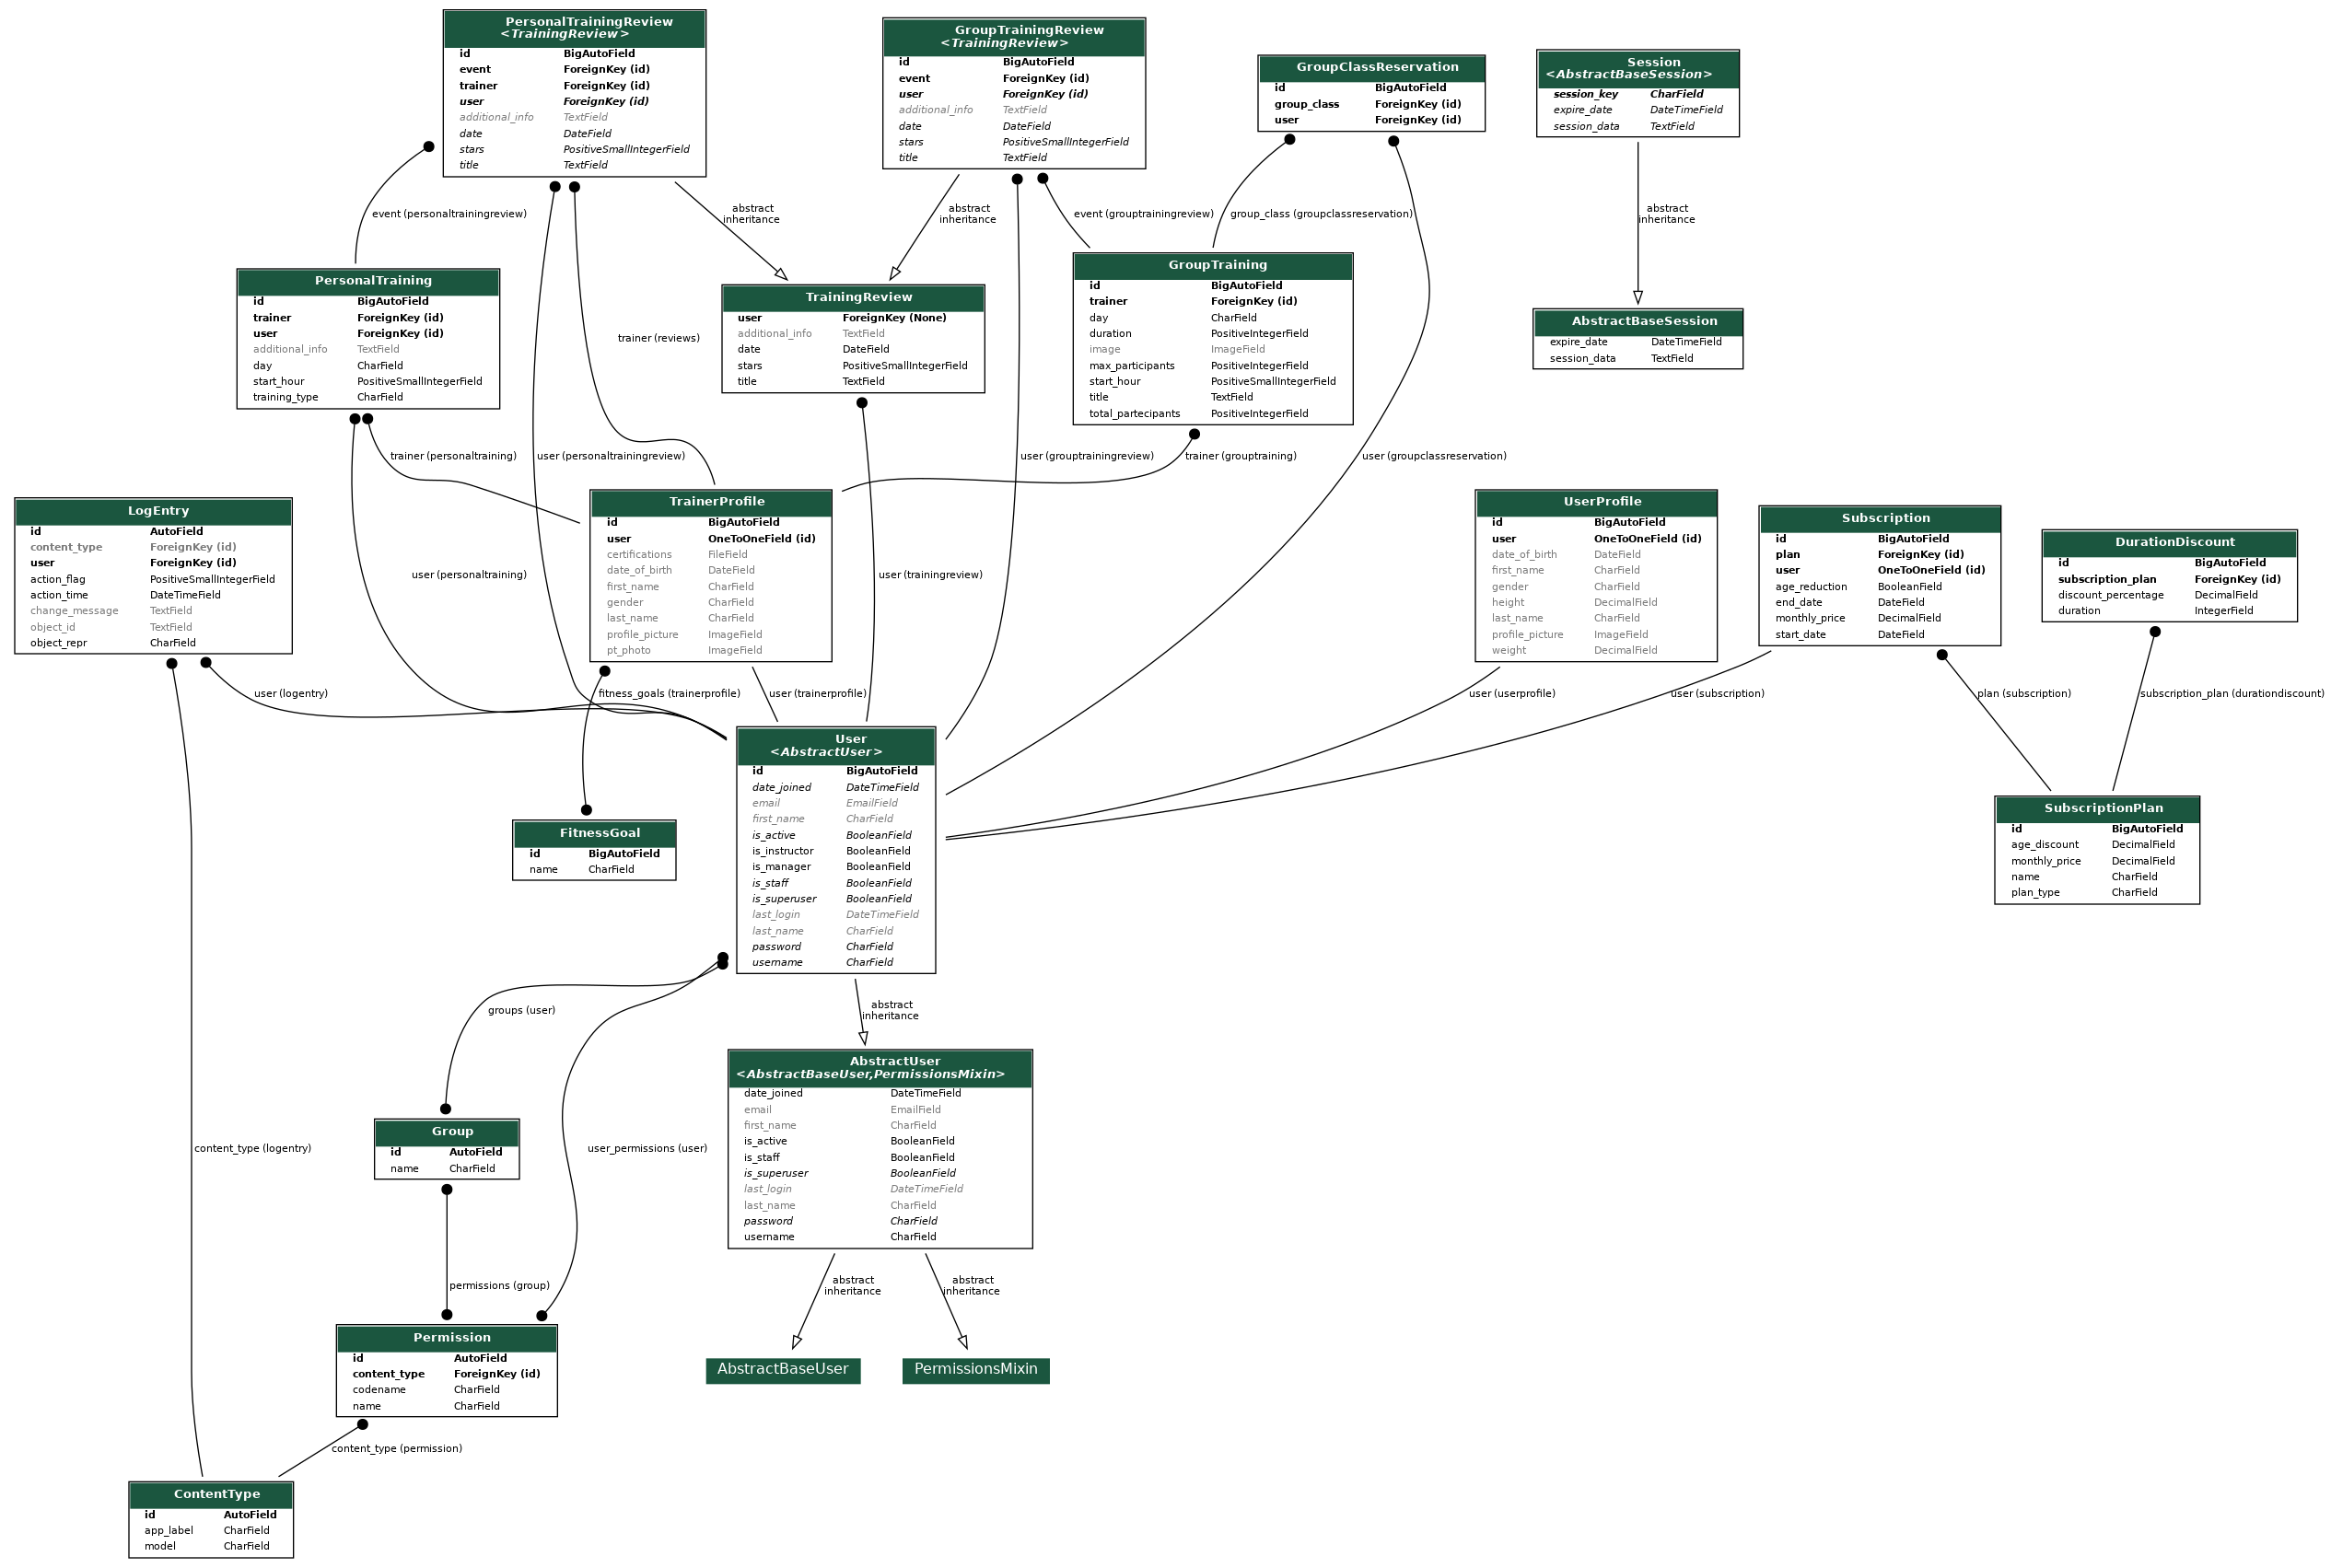 PersonalTrainingReview
<TrainingReview>
id BigAutoField
event ForeignKey (id)
trainer ForeignKey (id)
user ForeignKey (id)
additional_info TextField
date DateField
stars PositiveSmallIntegerField
title TextField
GroupTrainingReview
<TrainingReview>
id BigAutoField
event ForeignKey (id)
user ForeignKey (id)
additional_info TextField
date DateField
stars PositiveSmallIntegerField
title TextField
GroupClassReservation
id BigAutoField
group_class ForeignKey (id)
user ForeignKey (id)
Session
<AbstractBaseSession>
session_key CharField
expire_date DateTimeField
session_data TextField
event (personaltrainingreview)
abstract
inheritance
abstract
inheritance
event (grouptrainingreview)
group_class (groupclassreservation)
abstract
inheritance
PersonalTraining
id BigAutoField
trainer ForeignKey (id)
user ForeignKey (id)
additional_info TextField
day CharField
start_hour PositiveSmallIntegerField
training_type CharField
trainer (reviews)
TrainingReview
user ForeignKey (None)
additional_info TextField
date DateField
stars PositiveSmallIntegerField
title TextField
GroupTraining
id BigAutoField
trainer ForeignKey (id)
day CharField
duration PositiveIntegerField
image ImageField
max_participants PositiveIntegerField
start_hour PositiveSmallIntegerField
title TextField
total_partecipants PositiveIntegerField
AbstractBaseSession
expire_date DateTimeField
session_data TextField
trainer (personaltraining)
user (personaltrainingreview)
user (grouptrainingreview)
trainer (grouptraining)
user (groupclassreservation)
LogEntry
id AutoField
content_type ForeignKey (id)
user ForeignKey (id)
action_flag PositiveSmallIntegerField
action_time DateTimeField
change_message TextField
object_id TextField
object_repr CharField
user (personaltraining)
TrainerProfile
id BigAutoField
user OneToOneField (id)
certifications FileField
date_of_birth DateField
first_name CharField
gender CharField
last_name CharField
profile_picture ImageField
pt_photo ImageField
user (trainingreview)
UserProfile
id BigAutoField
user OneToOneField (id)
date_of_birth DateField
first_name CharField
gender CharField
height DecimalField
last_name CharField
profile_picture ImageField
weight DecimalField
Subscription
id BigAutoField
plan ForeignKey (id)
user OneToOneField (id)
age_reduction BooleanField
end_date DateField
monthly_price DecimalField
start_date DateField
DurationDiscount
id BigAutoField
subscription_plan ForeignKey (id)
discount_percentage DecimalField
duration IntegerField
user (logentry)
fitness_goals (trainerprofile)
user (trainerprofile)
user (userprofile)
user (subscription)
plan (subscription)
subscription_plan (durationdiscount)
FitnessGoal
id BigAutoField
name CharField
User
<AbstractUser>
id BigAutoField
date_joined DateTimeField
email EmailField
first_name CharField
is_active BooleanField
is_instructor BooleanField
is_manager BooleanField
is_staff BooleanField
is_superuser BooleanField
last_login DateTimeField
last_name CharField
password CharField
username CharField
SubscriptionPlan
id BigAutoField
age_discount DecimalField
monthly_price DecimalField
name CharField
plan_type CharField
groups (user)
abstract
inheritance
Group
id AutoField
name CharField
content_type (logentry)
user_permissions (user)
AbstractUser
<AbstractBaseUser,PermissionsMixin>
date_joined DateTimeField
email EmailField
first_name CharField
is_active BooleanField
is_staff BooleanField
is_superuser BooleanField
last_login DateTimeField
last_name CharField
password CharField
username CharField
permissions (group)
abstract
inheritance
abstract
inheritance
Permission
id AutoField
content_type ForeignKey (id)
codename CharField
name CharField
AbstractBaseUser
PermissionsMixin
content_type (permission)
ContentType
id AutoField
app_label CharField
model CharField